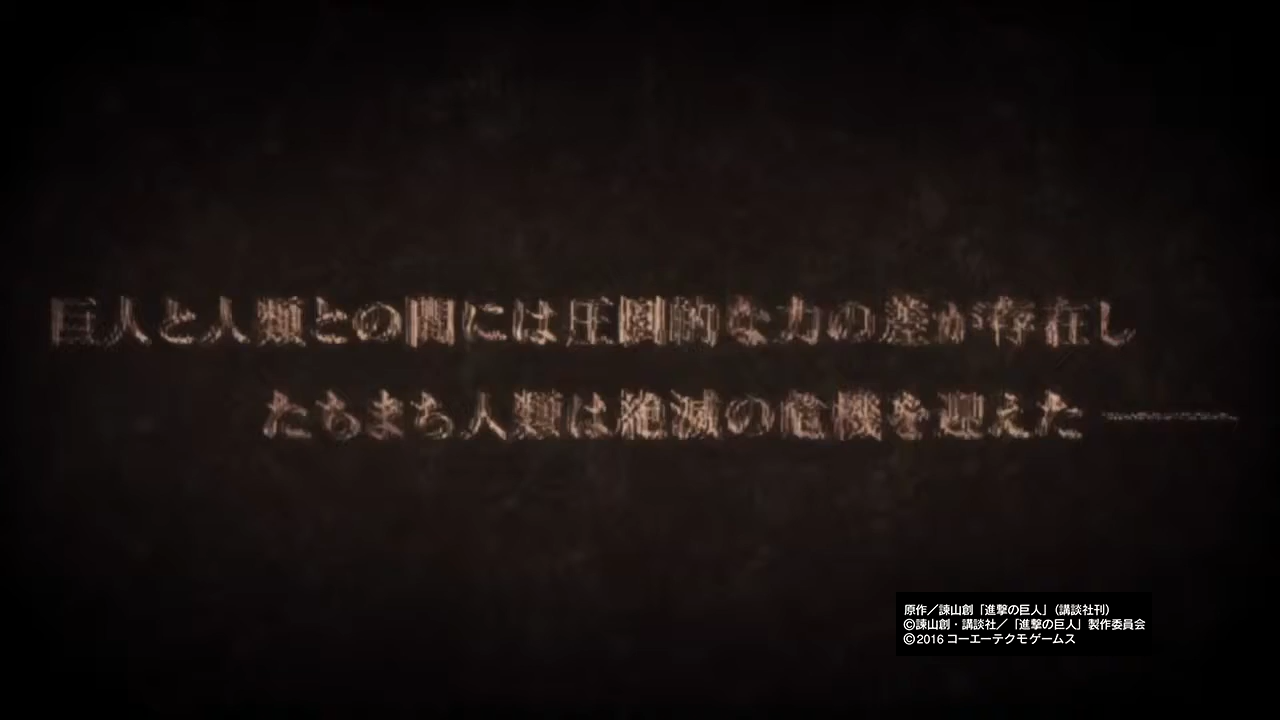 巨人と人類との間には圧倒的な力の差が存在し
たちまち人類は絶滅の危機を迎えた――
原作／諫山創「進撃の巨人」（講談社刊）
©諫山創・講談社／「進撃の巨人」製作委員会
©2016 コーエーテクモゲームス